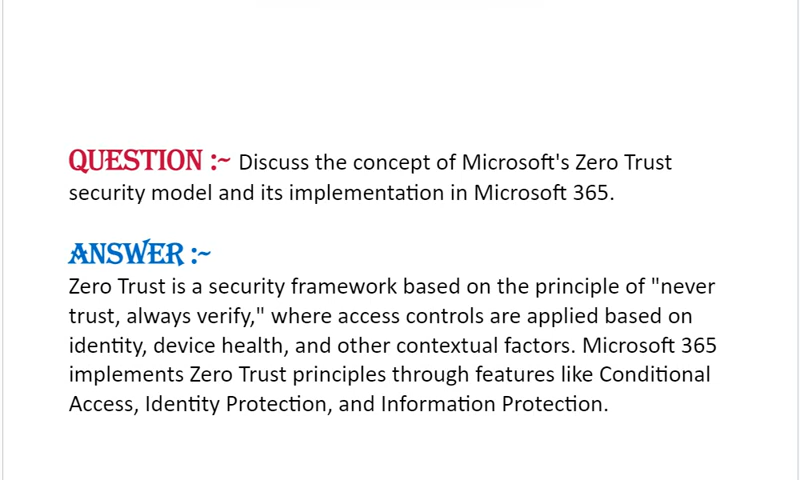 QUESTION :~ Discuss the concept of Microsoft's Zero Trust
security model and its implementation in Microsoft 365.
ANSWER :~
Zero Trust is a security framework based on the principle of "never
trust, always verify," where access controls are applied based on
identity, device health, and other contextual factors. Microsoft 365
implements Zero Trust principles through features like Conditional
Access, Identity Protection, and Information Protection.